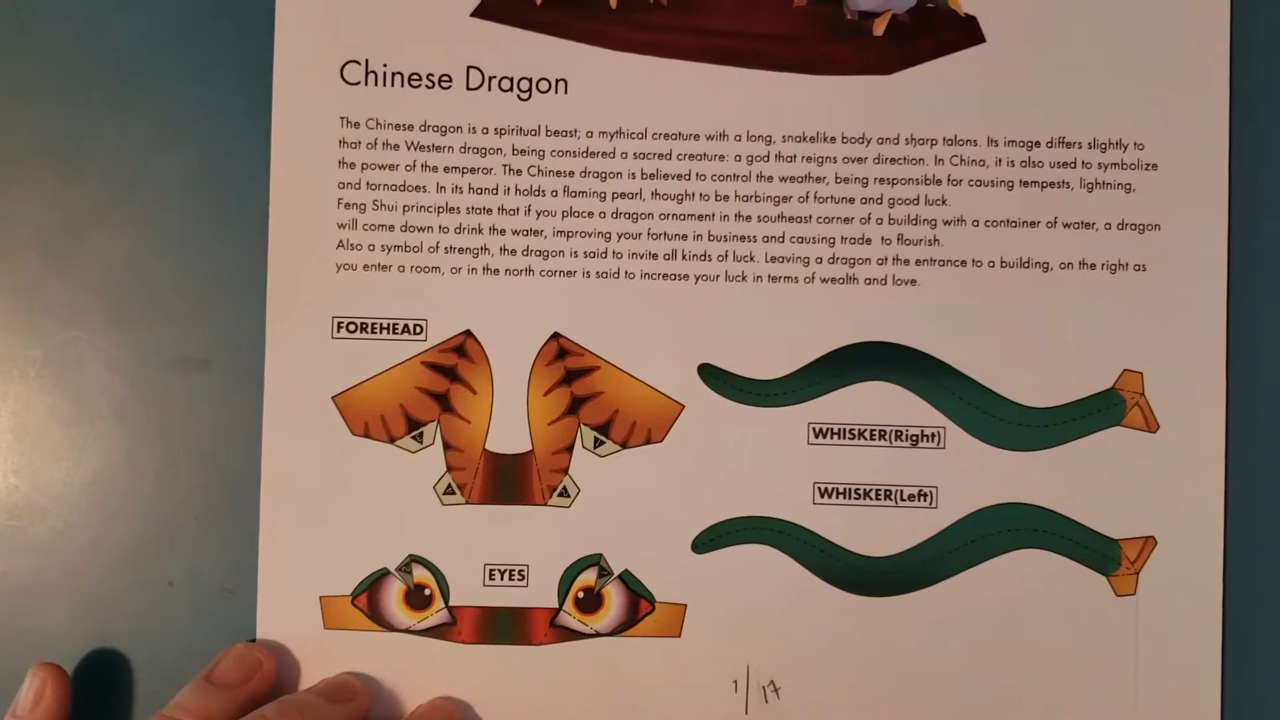 Chinese Dragon
The Chinese dragon is a spiritual beast; a mythical creature with a long, snakelike body and sharp talons. Its image differs slightly to
that of the Western dragon, being considered a sacred creature: a god that reigns over direction. In China, it is also used to symbolize
the power of the emperor. The Chinese dragon is believed to control the weather, being responsible for causing tempests, lightning,
and tornadoes. In its hand it holds a flaming pearl, thought to be harbinger of fortune and good luck.
Feng Shui principles state that if you place a dragon ornament in the southeast corner of a building with a container of water, a dragon
will come down to drink the water, improving your fortune in business and causing trade to flourish.
Also a symbol of strength, the dragon is said to invite all kinds of luck. Leaving a dragon at the entrance to a building, on the right as
you enter a room, or in the north corner is said to increase your luck in terms of wealth and love.
FOREHEAD
WHISKER(Right)
WHISKER(Left)
EYES
1/17